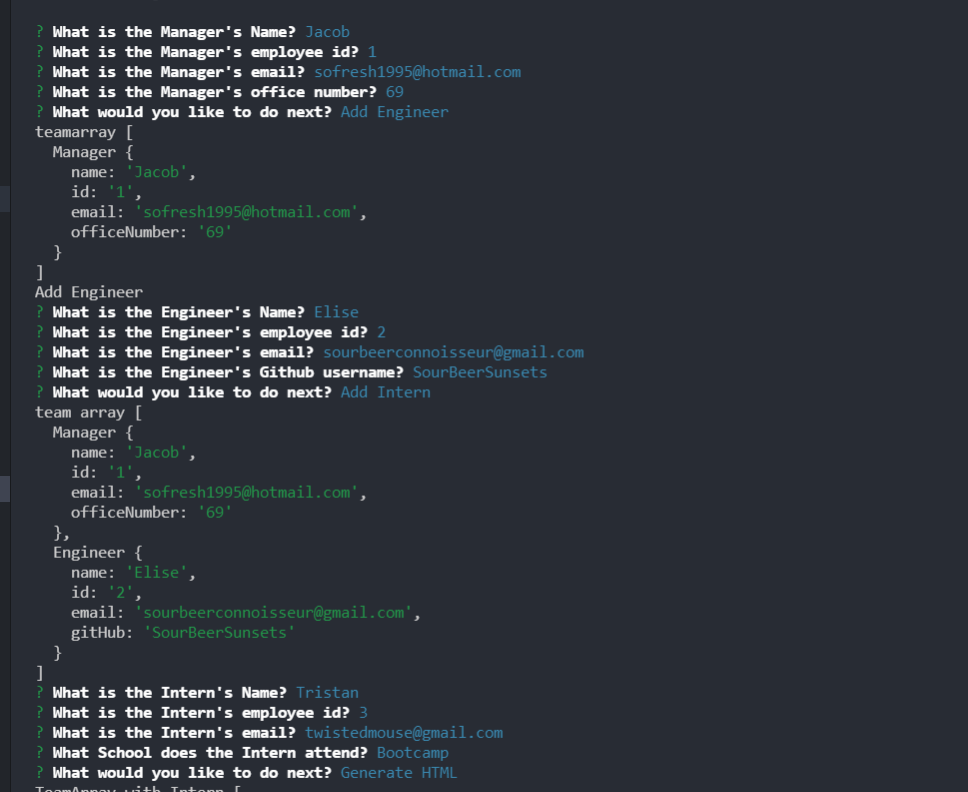 ? What is the Manager's Name? Jacob
? What is the Manager's employee id? 1
? What is the Manager's email? sofresh1995@hotmail.com
? What is the Manager's office number? 69
? What would you like to do next? Add Engineer
teamarray [
  Manager {
    name: 'Jacob',
    id: '1',
    email: 'sofresh1995@hotmail.com',
    officeNumber: '69'
  }
]
Add Engineer
? What is the Engineer's Name? Elise
? What is the Engineer's employee id? 2
? What is the Engineer's email? sourbeerconnoisseur@gmail.com
? What is the Engineer's Github username? SourBeerSunsets
? What would you like to do next? Add Intern
team array [
  Manager {
    name: 'Jacob',
    id: '1',
    email: 'sofresh1995@hotmail.com',
    officeNumber: '69'
  },
  Engineer {
    name: 'Elise',
    id: '2',
    email: 'sourbeerconnoisseur@gmail.com',
    gitHub: 'SourBeerSunsets'
  }
]
? What is the Intern's Name? Tristan
? What is the Intern's employee id? 3
? What is the Intern's email? twistedmouse@gmail.com
? What School does the Intern attend? Bootcamp
? What would you like to do next? Generate HTML
TeamArray with Intern [